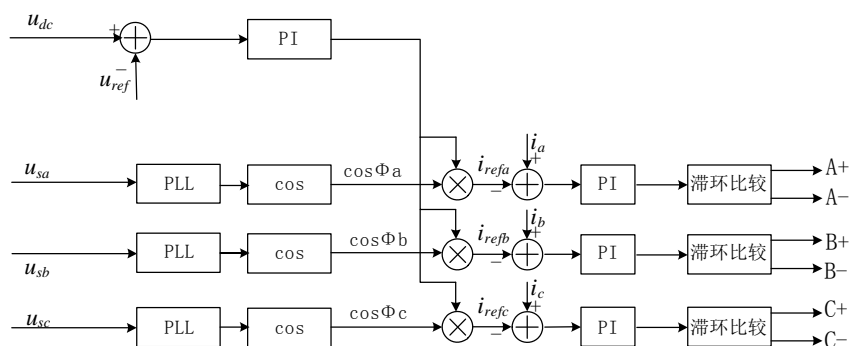 u_dc
+
PI
−
u_ref
u_sa
PLL
cos
cosΦa
i_refa
−
i_a
+
PI
滞环比较
A+
A−
u_sb
PLL
cos
cosΦb
i_refb
−
i_b
+
PI
滞环比较
B+
B−
u_sc
PLL
cos
cosΦc
i_refc
−
i_c
+
PI
滞环比较
C+
C−